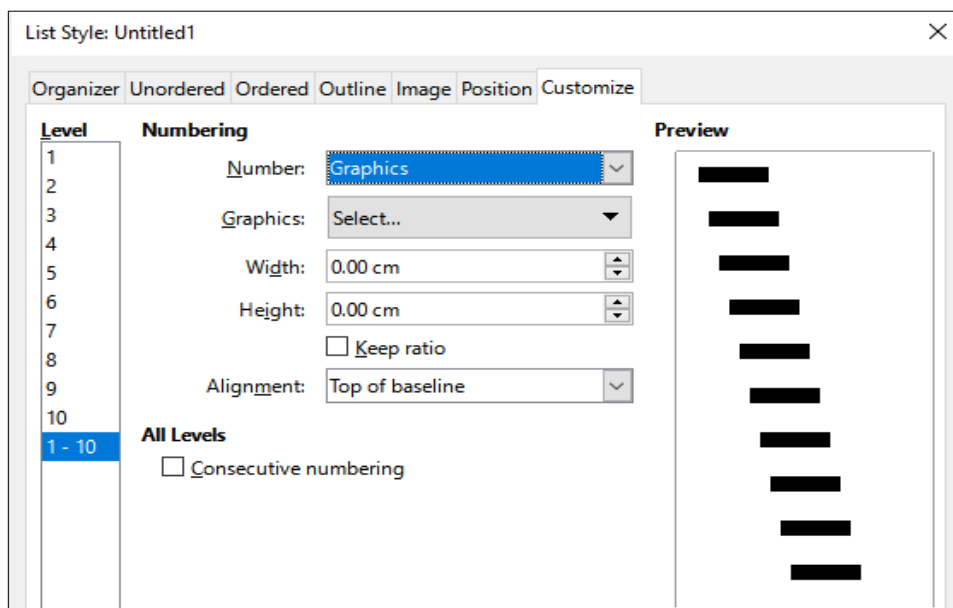 List Style: Untitled1
Organizer Unordered Ordered Outline Image Position Customize
Level
1
2
3
4
5
6
7
8
9
10
1 - 10
Numbering
Number: Graphics
Graphics: Select...
Width: 0.00 cm
Height: 0.00 cm
Keep ratio
Alignment: Top of baseline
All Levels
Consecutive numbering
Preview